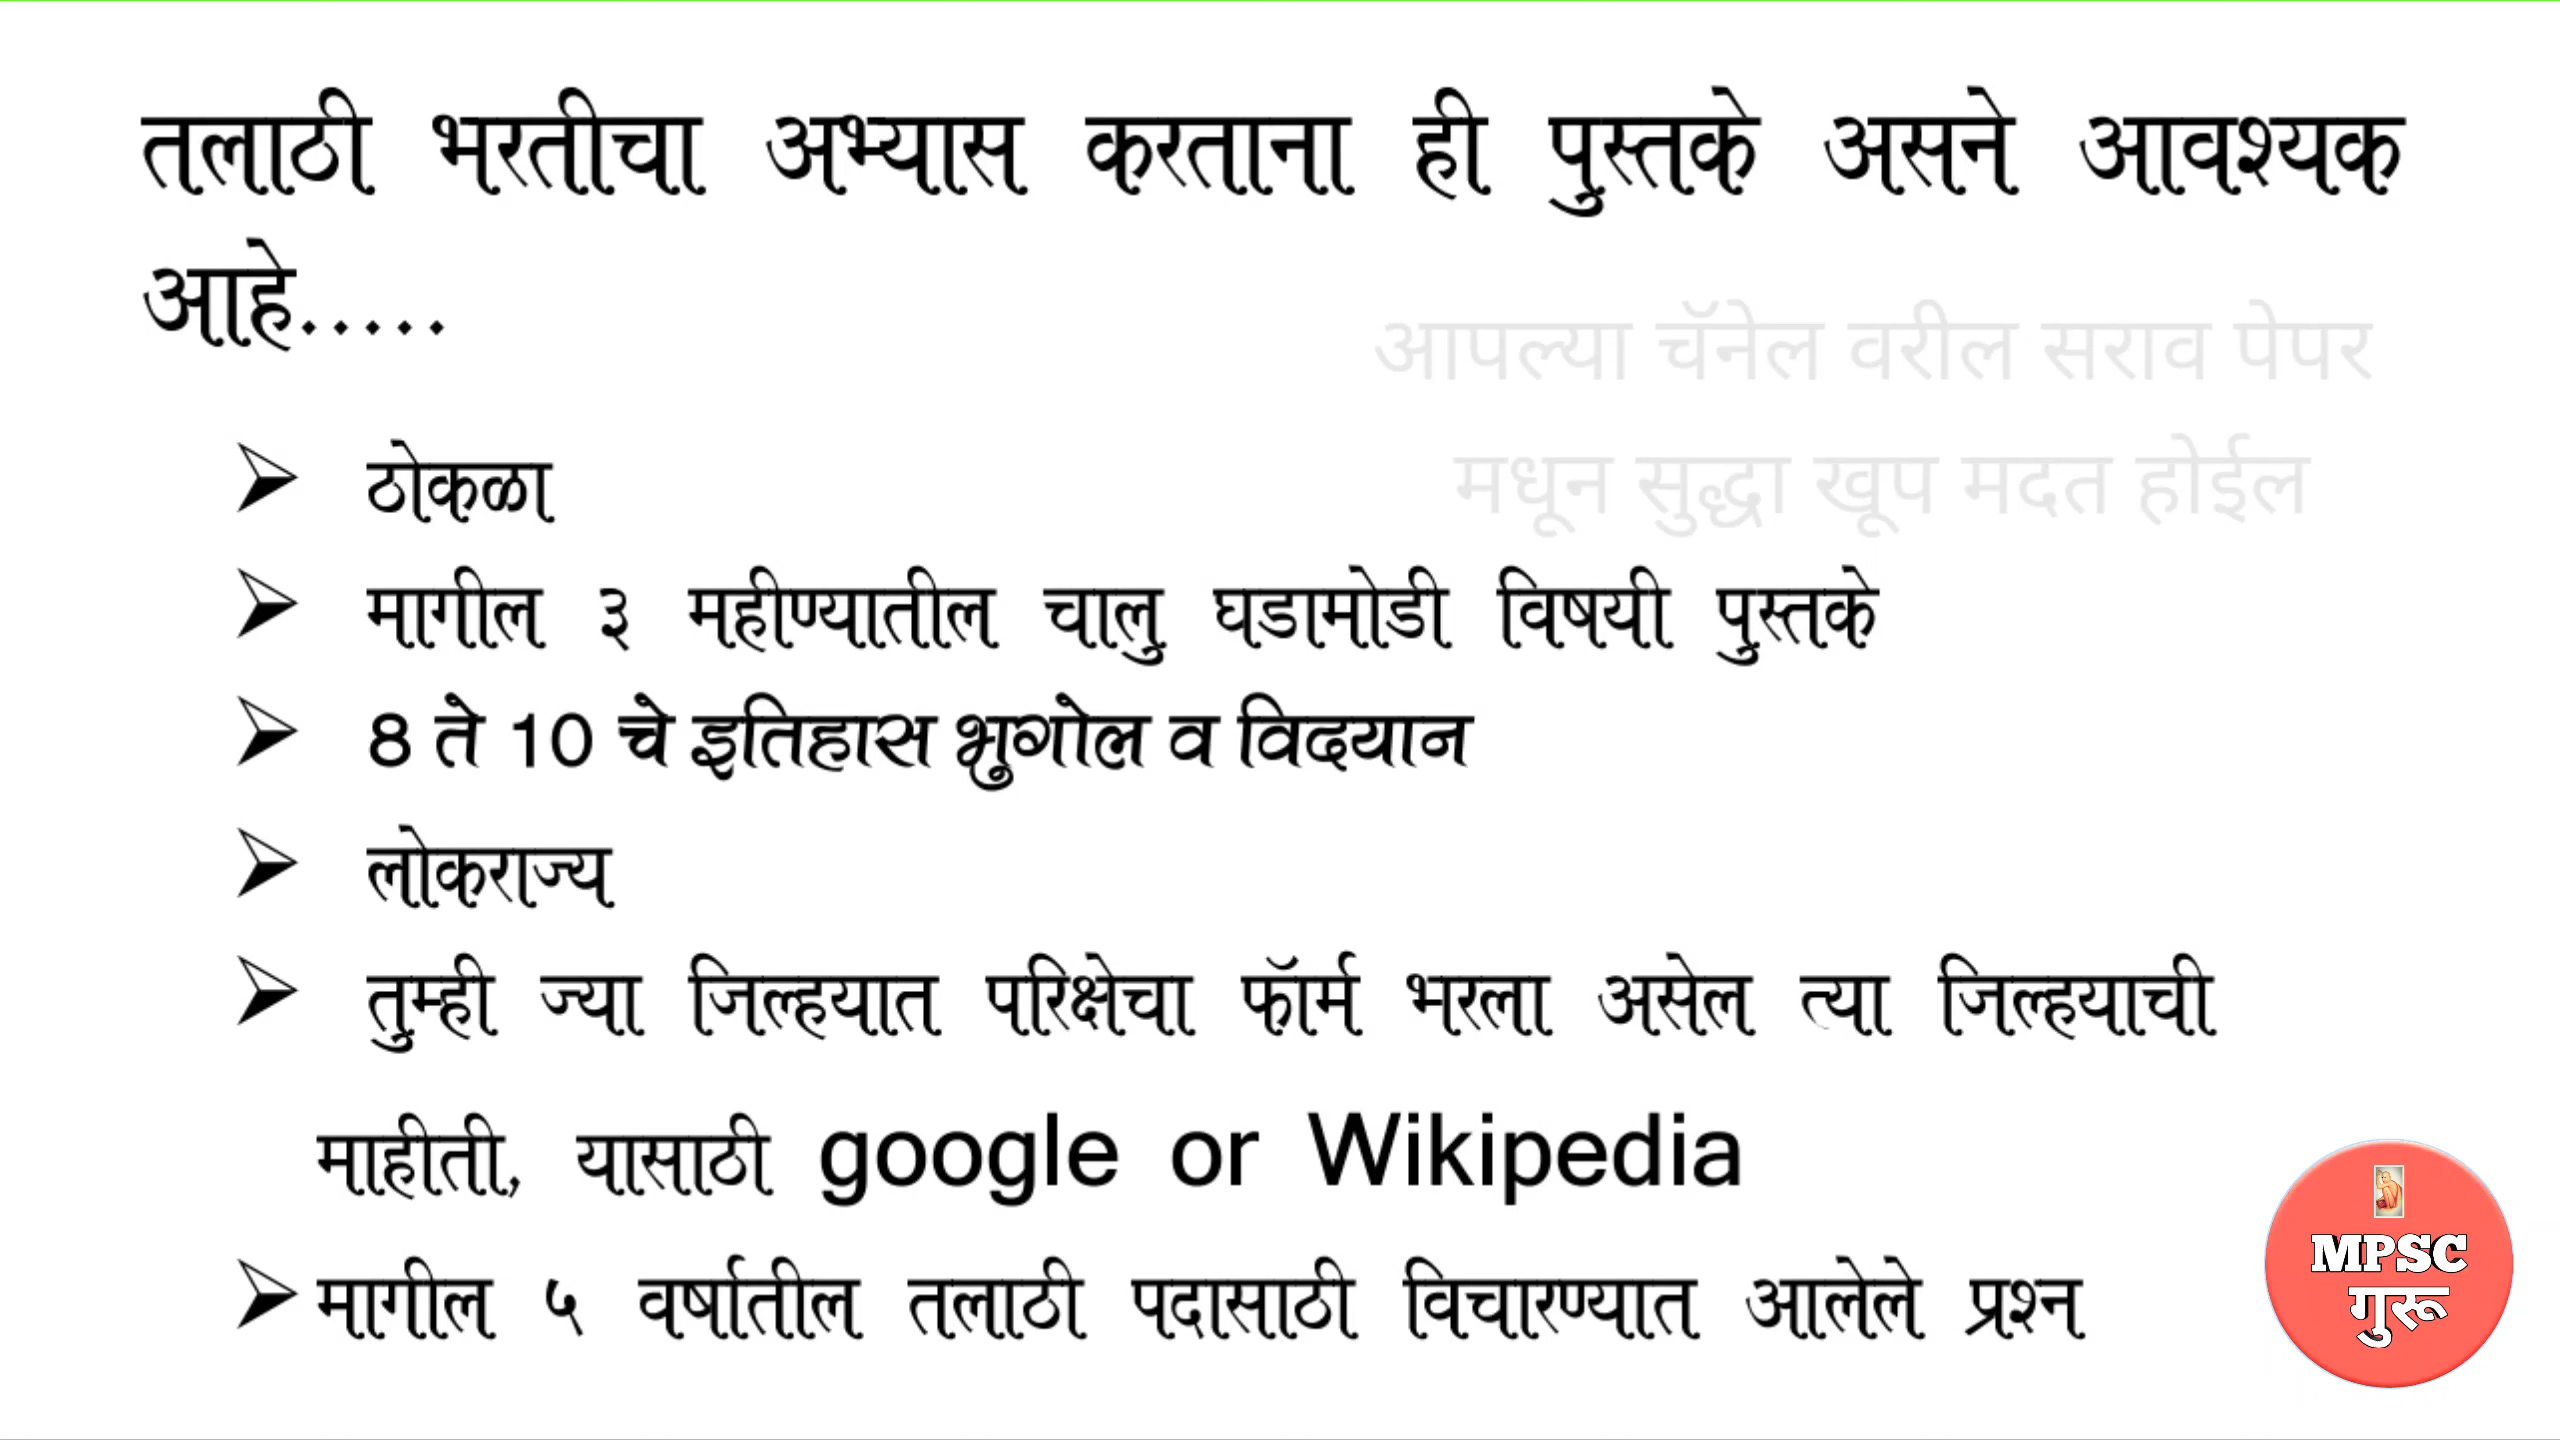 तलाठी भरतीचा अभ्यास करताना ही पुस्तके असने आवश्यक
आहे.....
आपल्या चॅनेल वरील सराव पेपर
मधून सुद्धा खूप मदत होईल
➢ ठोकळा
➢ मागील ३ महीण्यातील चालु घडामोडी विषयी पुस्तके
➢ 8 ते 10 चे इतिहास भुगोल व विदयान
➢ लोकराज्य
➢ तुम्ही ज्या जिल्हयात परिक्षेचा फॉर्म भरला असेल त्या जिल्हयाची
माहीती, यासाठी google or Wikipedia
➢ मागील ५ वर्षातील तलाठी पदासाठी विचारण्यात आलेले प्रश्न
MPSC
गुरू